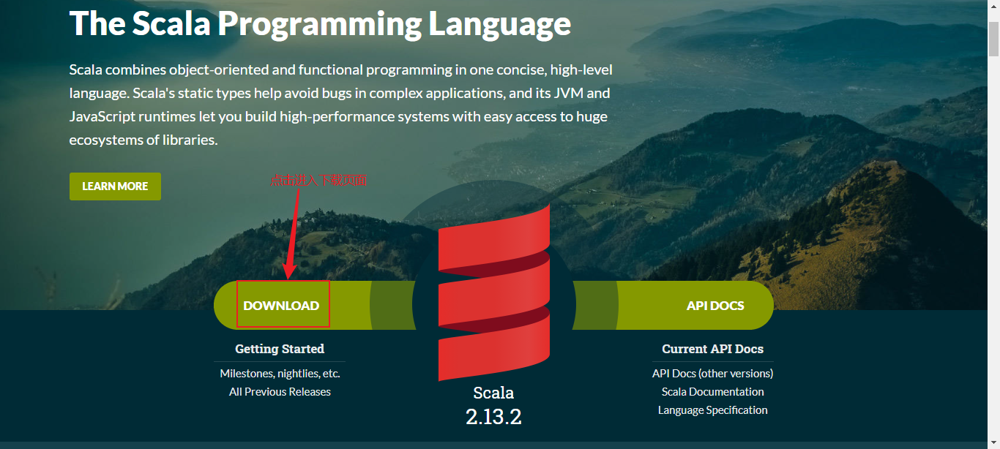 The Scala Programming Language
Scala combines object-oriented and functional programming in one concise, high-level
language. Scala's static types help avoid bugs in complex applications, and its JVM and
JavaScript runtimes let you build high-performance systems with easy access to huge
ecosystems of libraries.
LEARN MORE
点击进入下载页面
DOWNLOAD
API DOCS
Getting Started
Milestones, nightlies, etc.
All Previous Releases
Scala
2.13.2
Current API Docs
API Docs (other versions)
Scala Documentation
Language Specification